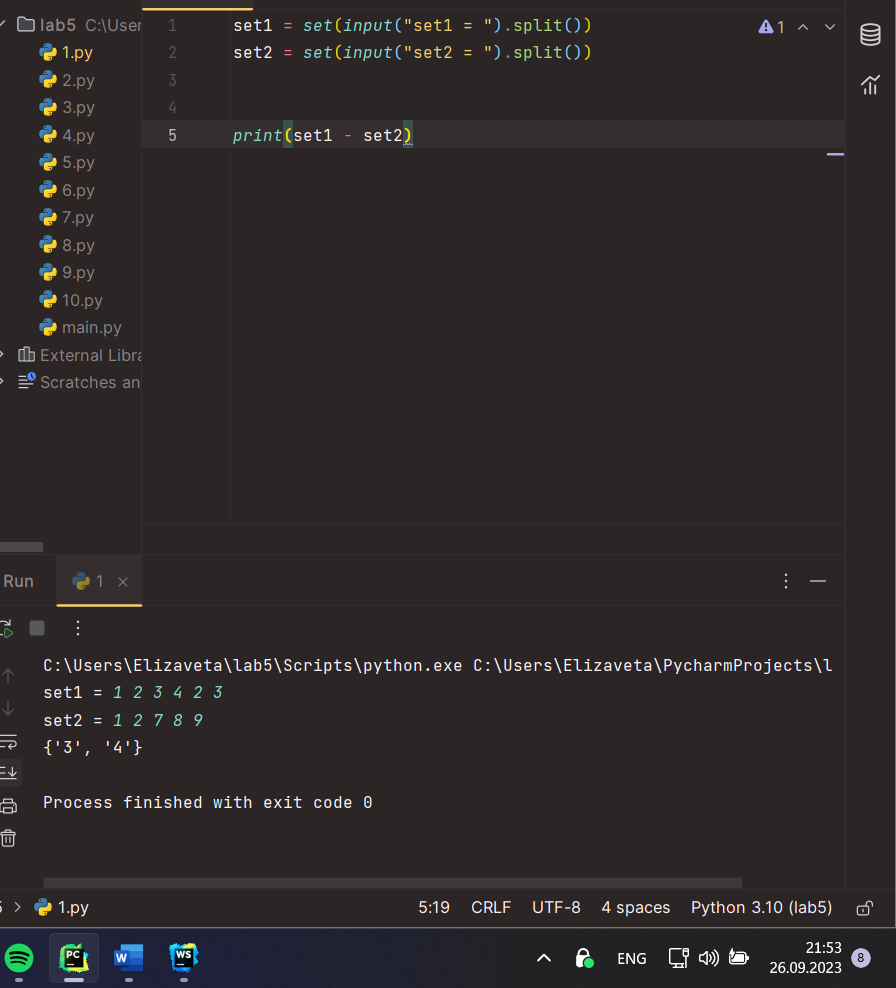 lab5 C:\User
1.py
2.py
3.py
4.py
5.py
6.py
7.py
8.py
9.py
10.py
main.py
External Libra
Scratches an
1 set1 = set(input("set1 = ").split())
2 set2 = set(input("set2 = ").split())
3
4
5 print(set1 - set2)
1
Run
1
C:\Users\Elizaveta\lab5\Scripts\python.exe C:\Users\Elizaveta\PycharmProjects\l
set1 = 1 2 3 4 2 3
set2 = 1 2 7 8 9
{'3', '4'}
Process finished with exit code 0
5 > 1.py
5:19 CRLF UTF-8 4 spaces Python 3.10 (lab5)
PC W WS
ENG
21:53
26.09.2023
8